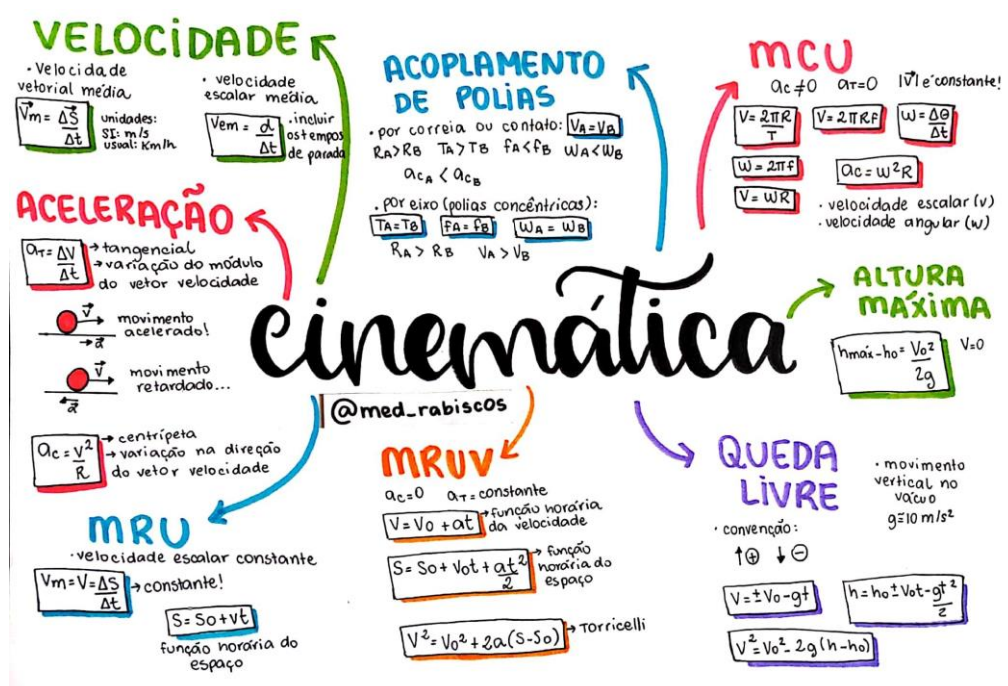 VELOCIDADE
· Velocidade
vetorial média
V⃗m = ΔS⃗
Δt
unidades:
SI: m/s
usual: Km/h
· velocidade
escalar média
Vem = d
Δt
· incluir
os tempos
de parada
ACELERAÇÃO
aT = ΔV
Δt
→ tangencial
→ variação do módulo
do vetor velocidade
v⃗
movimento
acelerado!
a⃗
v⃗
movimento
retardado...
a⃗
ac = v²
R
→ centrípeta
→ variação na direção
do vetor velocidade
MRU
· velocidade escalar constante
Vm = V = ΔS
Δt
→ constante!
S = So + vt
função horária do
espaço
ACOPLAMENTO
DE POLIAS
· por correia ou contato: VA = VB
RA > RB TA > TB fA < fB WA < WB
acA < acB
· por eixo (polias concêntricas):
TA = TB fA = fB WA = WB
RA > RB VA > VB
cinemática
@med_rabiscos
MRUV
ac = 0 aT = constante
V = Vo + at
→ função horária
da velocidade
S = So + Vot + at²
2
→ função
horária do
espaço
V² = Vo² + 2a(S-So)
→ Torricelli
MCU
ac ≠ 0 aT = 0 |V⃗| é constante!
V = 2πR
T
V = 2πRf
W = Δθ
Δt
W = 2πf
ac = W²R
V = WR
· velocidade escalar (v)
· velocidade angular (w)
ALTURA
MÁXIMA
hmáx - ho = Vo²
2g
V=0
QUEDA
LIVRE
· movimento
vertical no
vácuo
g ≅ 10 m/s²
· convenção:
↑⊕ ↓⊖
V = ± Vo - gt
h = ho ± Vot - gt²
2
V² = Vo² - 2g(h-ho)